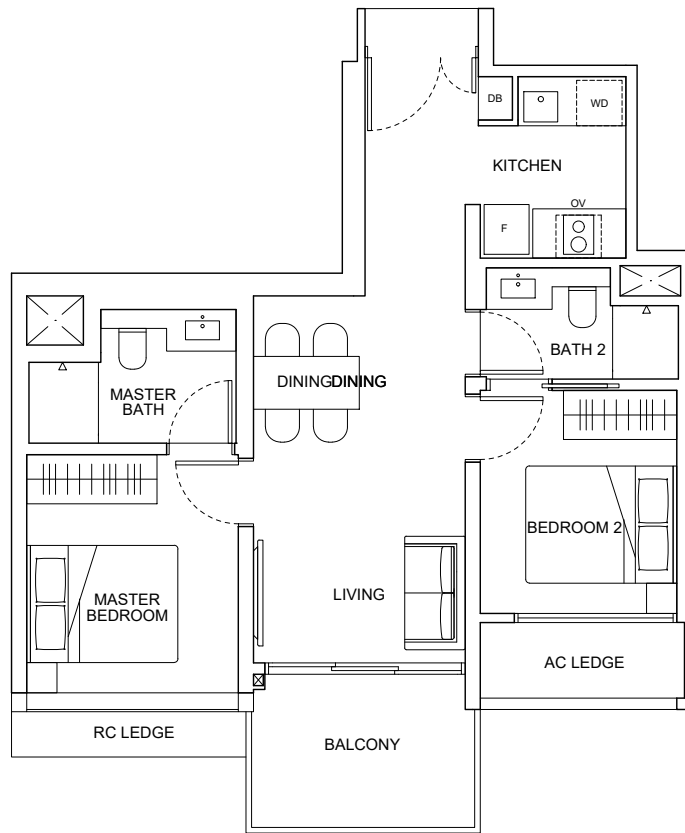 DB
WD
KITCHEN
OV
F
BATH 2
DININGDINING
MASTER
BATH
BEDROOM 2
MASTER
BEDROOM
LIVING
AC LEDGE
RC LEDGE
BALCONY